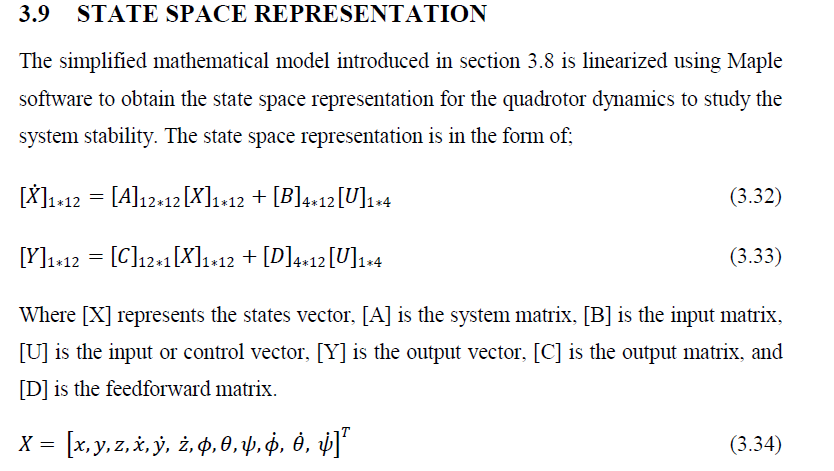 3.9 STATE SPACE REPRESENTATION
The simplified mathematical model introduced in section 3.8 is linearized using Maple
software to obtain the state space representation for the quadrotor dynamics to study the
system stability. The state space representation is in the form of;
[Ẋ]₁*₁₂ = [A]₁₂*₁₂[X]₁*₁₂ + [B]₄*₁₂[U]₁*₄ (3.32)
[Y]₁*₁₂ = [C]₁₂*₁[X]₁*₁₂ + [D]₄*₁₂[U]₁*₄ (3.33)
Where [X] represents the states vector, [A] is the system matrix, [B] is the input matrix,
[U] is the input or control vector, [Y] is the output vector, [C] is the output matrix, and
[D] is the feedforward matrix.
X = [x, y, z, ẋ, ẏ, ż, ϕ, θ, ψ, ϕ̇, θ̇, ψ̇]ᵀ (3.34)